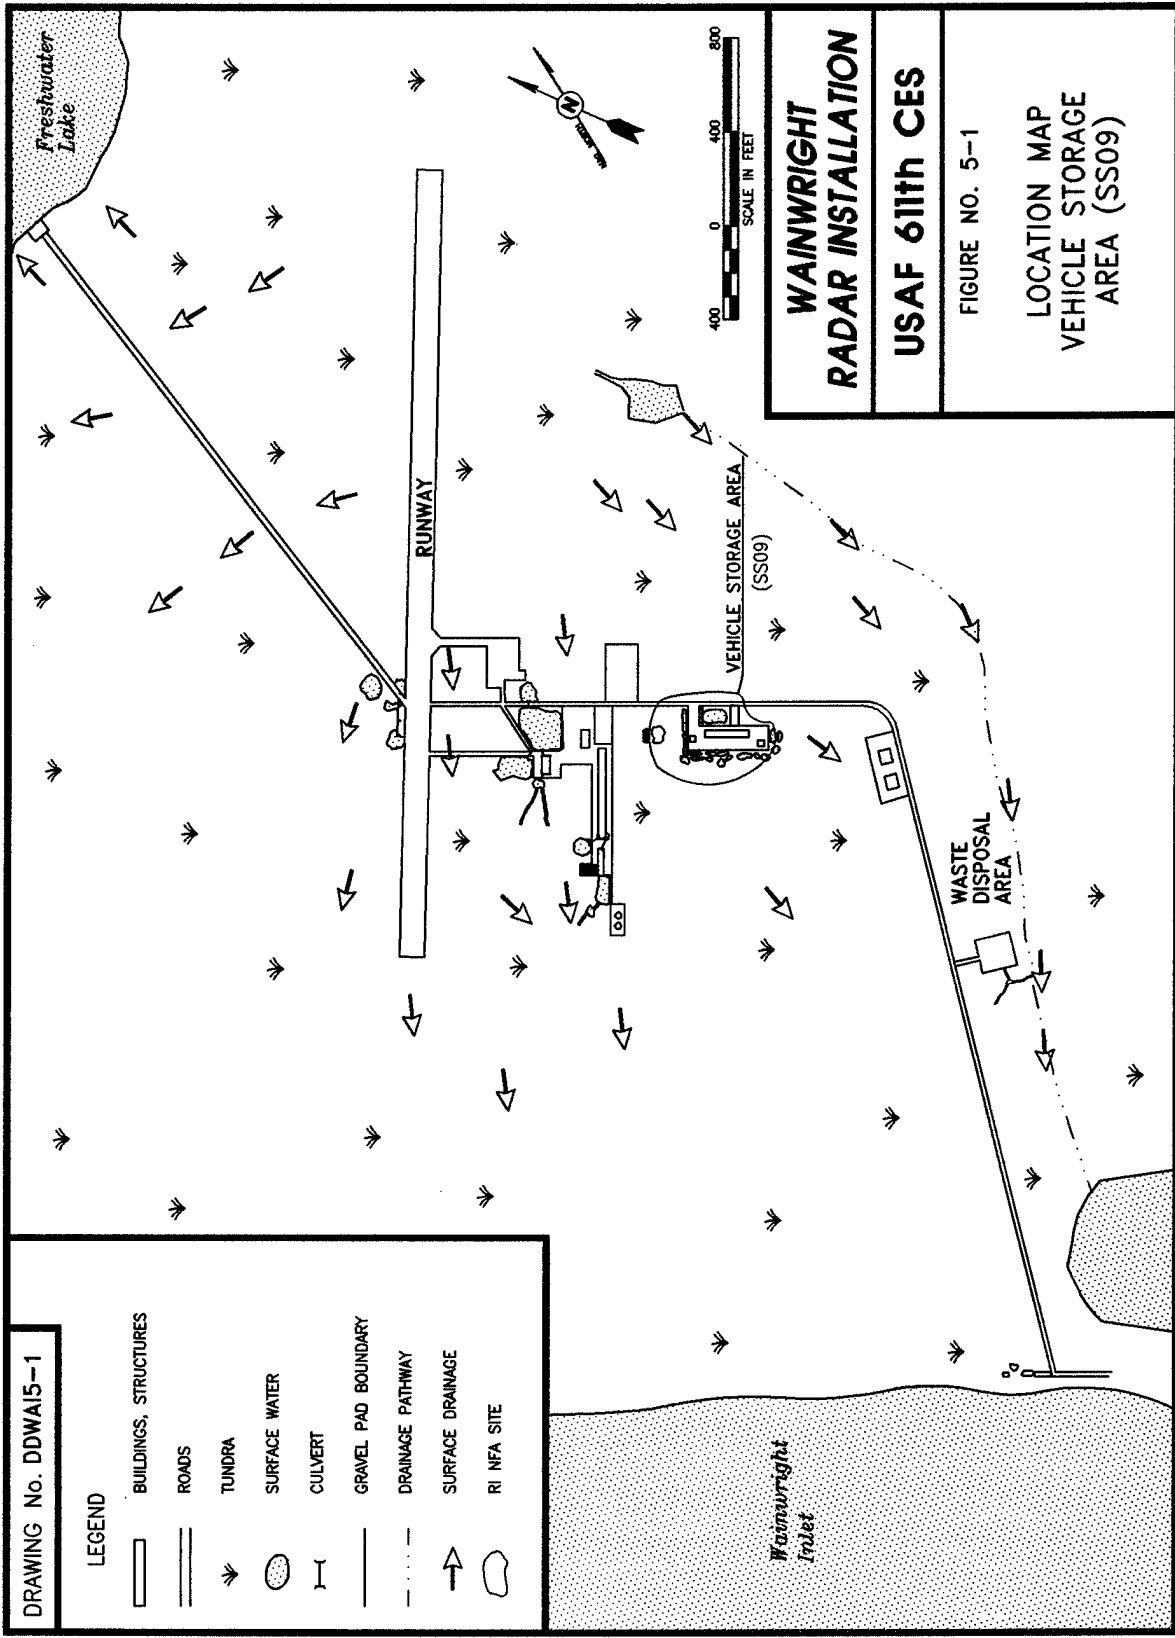 DRAWING No. DDWAI5-1
LEGEND
BUILDINGS, STRUCTURES
ROADS
TUNDRA
SURFACE WATER
CULVERT
GRAVEL PAD BOUNDARY
DRAINAGE PATHWAY
SURFACE DRAINAGE
RI NFA SITE
Freshwater
Lake
RUNWAY
VEHICLE STORAGE AREA
(SS09)
WASTE
DISPOSAL
AREA
Wainwright
Inlet
N
400 0 400 800
SCALE IN FEET
WAINWRIGHT
RADAR INSTALLATION
USAF 611th CES
FIGURE NO. 5-1
LOCATION MAP
VEHICLE STORAGE
AREA (SS09)